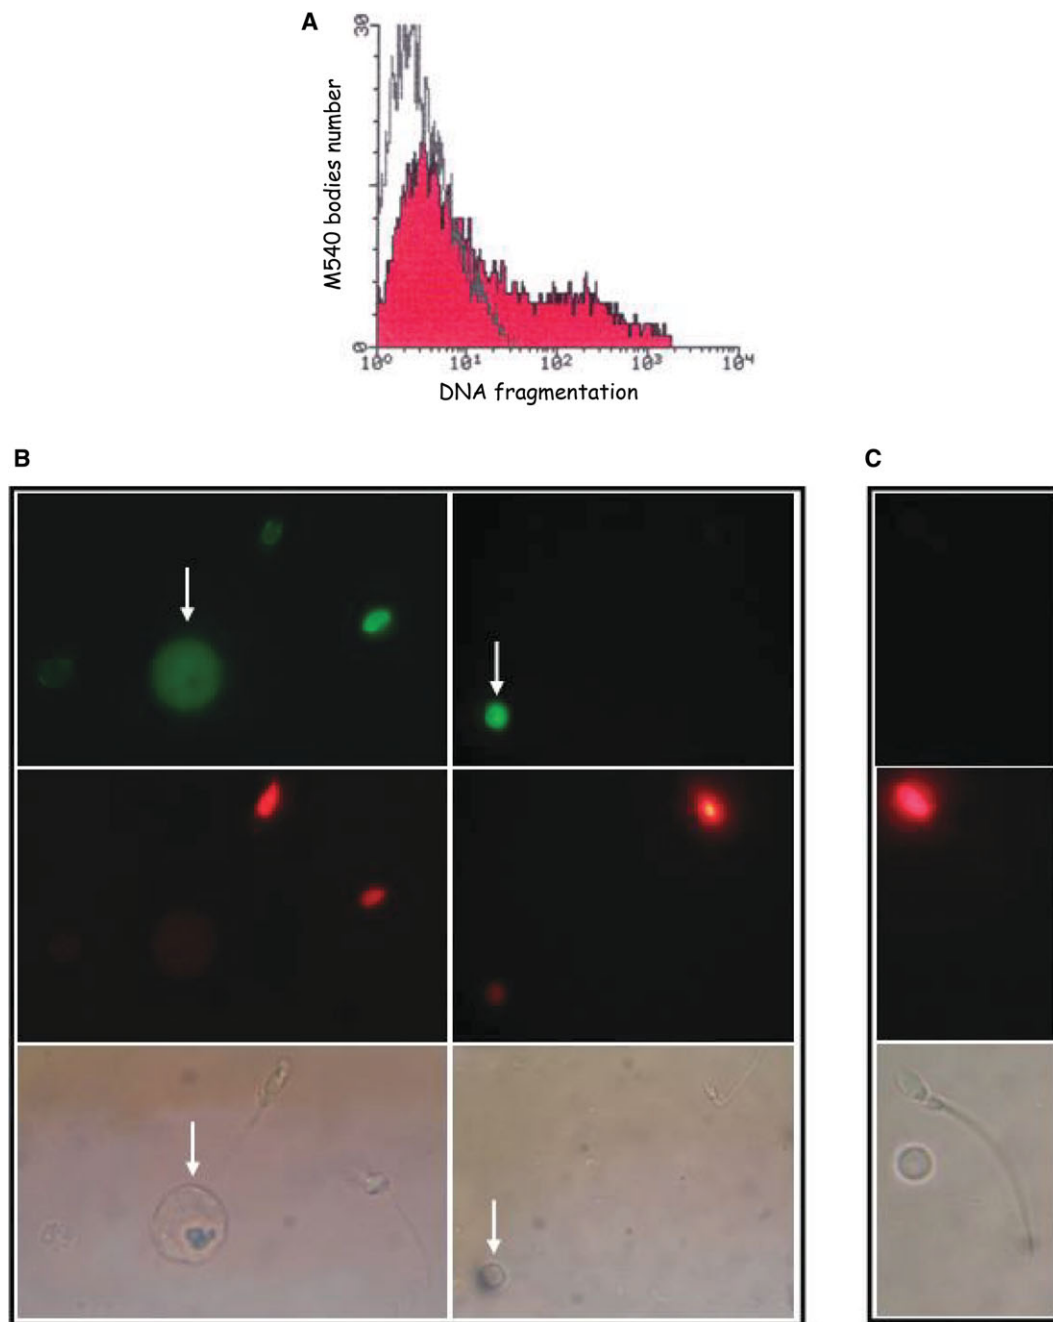 A
30
M540 bodies number
0
10⁰ 10¹ 10² 10³ 10⁴
DNA fragmentation
B
C